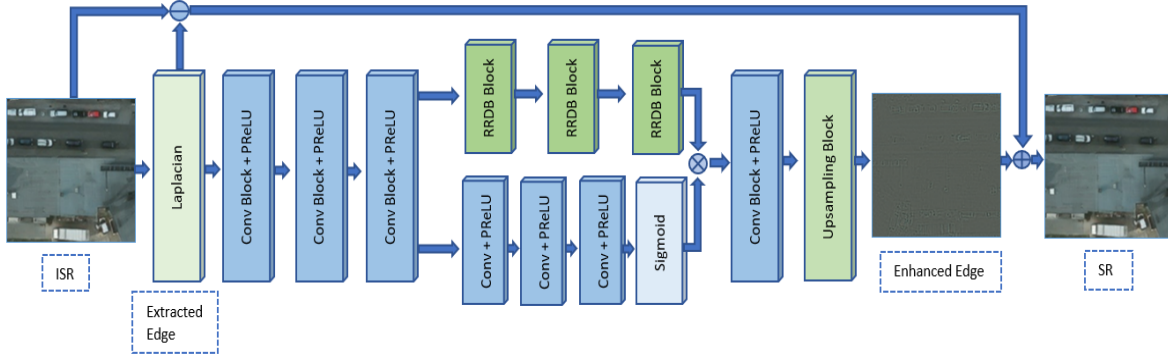 ISR
Laplacian
Extracted
Edge
Conv Block + PReLU
Conv Block + PReLU
Conv Block + PReLU
RRDB Block
RRDB Block
RRDB Block
Conv + PReLU
Conv + PReLU
Conv + PReLU
Sigmoid
Conv Block + PReLU
Upsampling Block
Enhanced Edge
SR